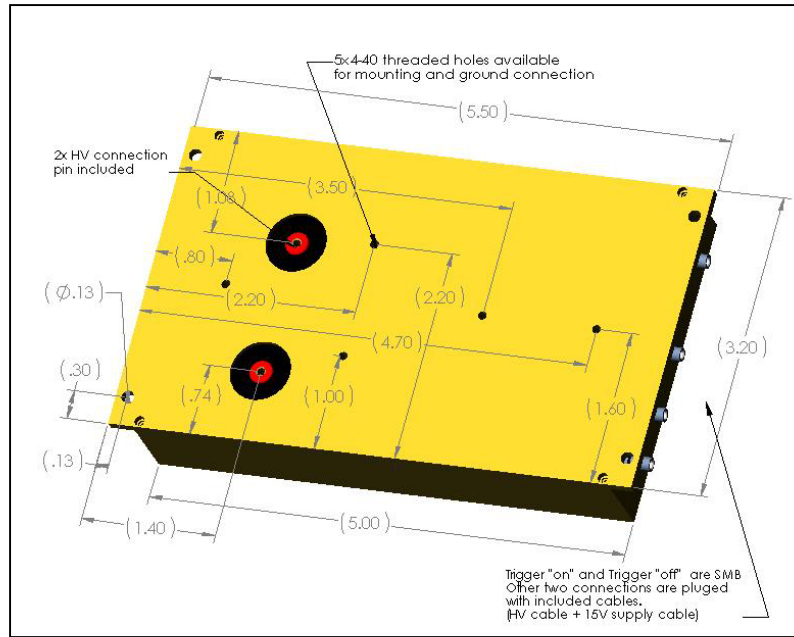 5x4-40 threaded holes available
for mounting and ground connection
(5.50)
2x HV connection
pin included
(3.50)
(1.08)
(.80)
(Ø.13)
(2.20)
(2.20)
(4.70)
(3.20)
(.30)
(.74)
(1.00)
(1.60)
(.13)
(1.40)
(5.00)
Trigger "on" and Trigger "off" are SMB
Other two connections are pluged
with included cables.
(HV cable + 15V supply cable)